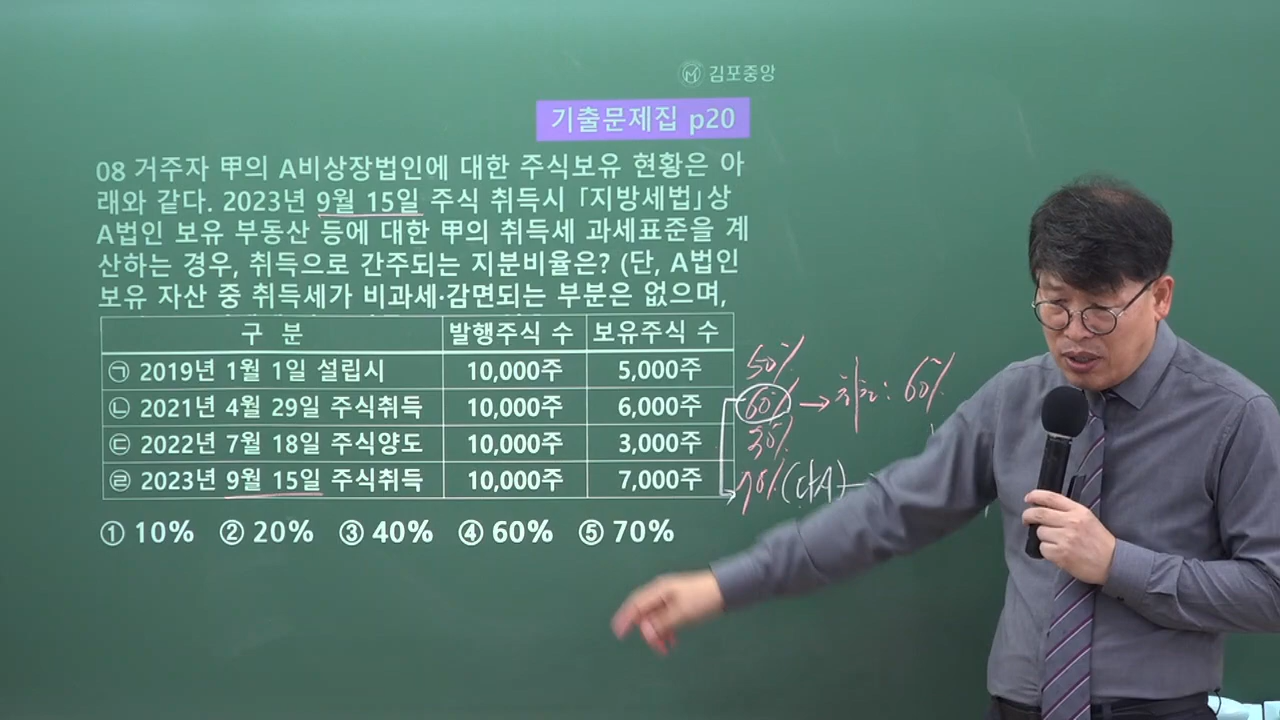 김포중앙
기출문제집 p20
08 거주자 甲의 A비상장법인에 대한 주식보유 현황은 아
래와 같다. 2023년 9월 15일 주식 취득시 「지방세법」상
A법인 보유 부동산 등에 대한 甲의 취득세 과세표준을 계
산하는 경우, 취득으로 간주되는 지분비율은? (단, A법인
보유 자산 중 취득세가 비과세·감면되는 부분은 없으며,
구 분 발행주식 수 보유주식 수
㉠ 2019년 1월 1일 설립시 10,000주 5,000주 50%
㉡ 2021년 4월 29일 주식취득 10,000주 6,000주 60% → 최초: 60%
㉢ 2022년 7월 18일 주식양도 10,000주 3,000주 30%
㉣ 2023년 9월 15일 주식취득 10,000주 7,000주 70% (다시)
① 10% ② 20% ③ 40% ④ 60% ⑤ 70%